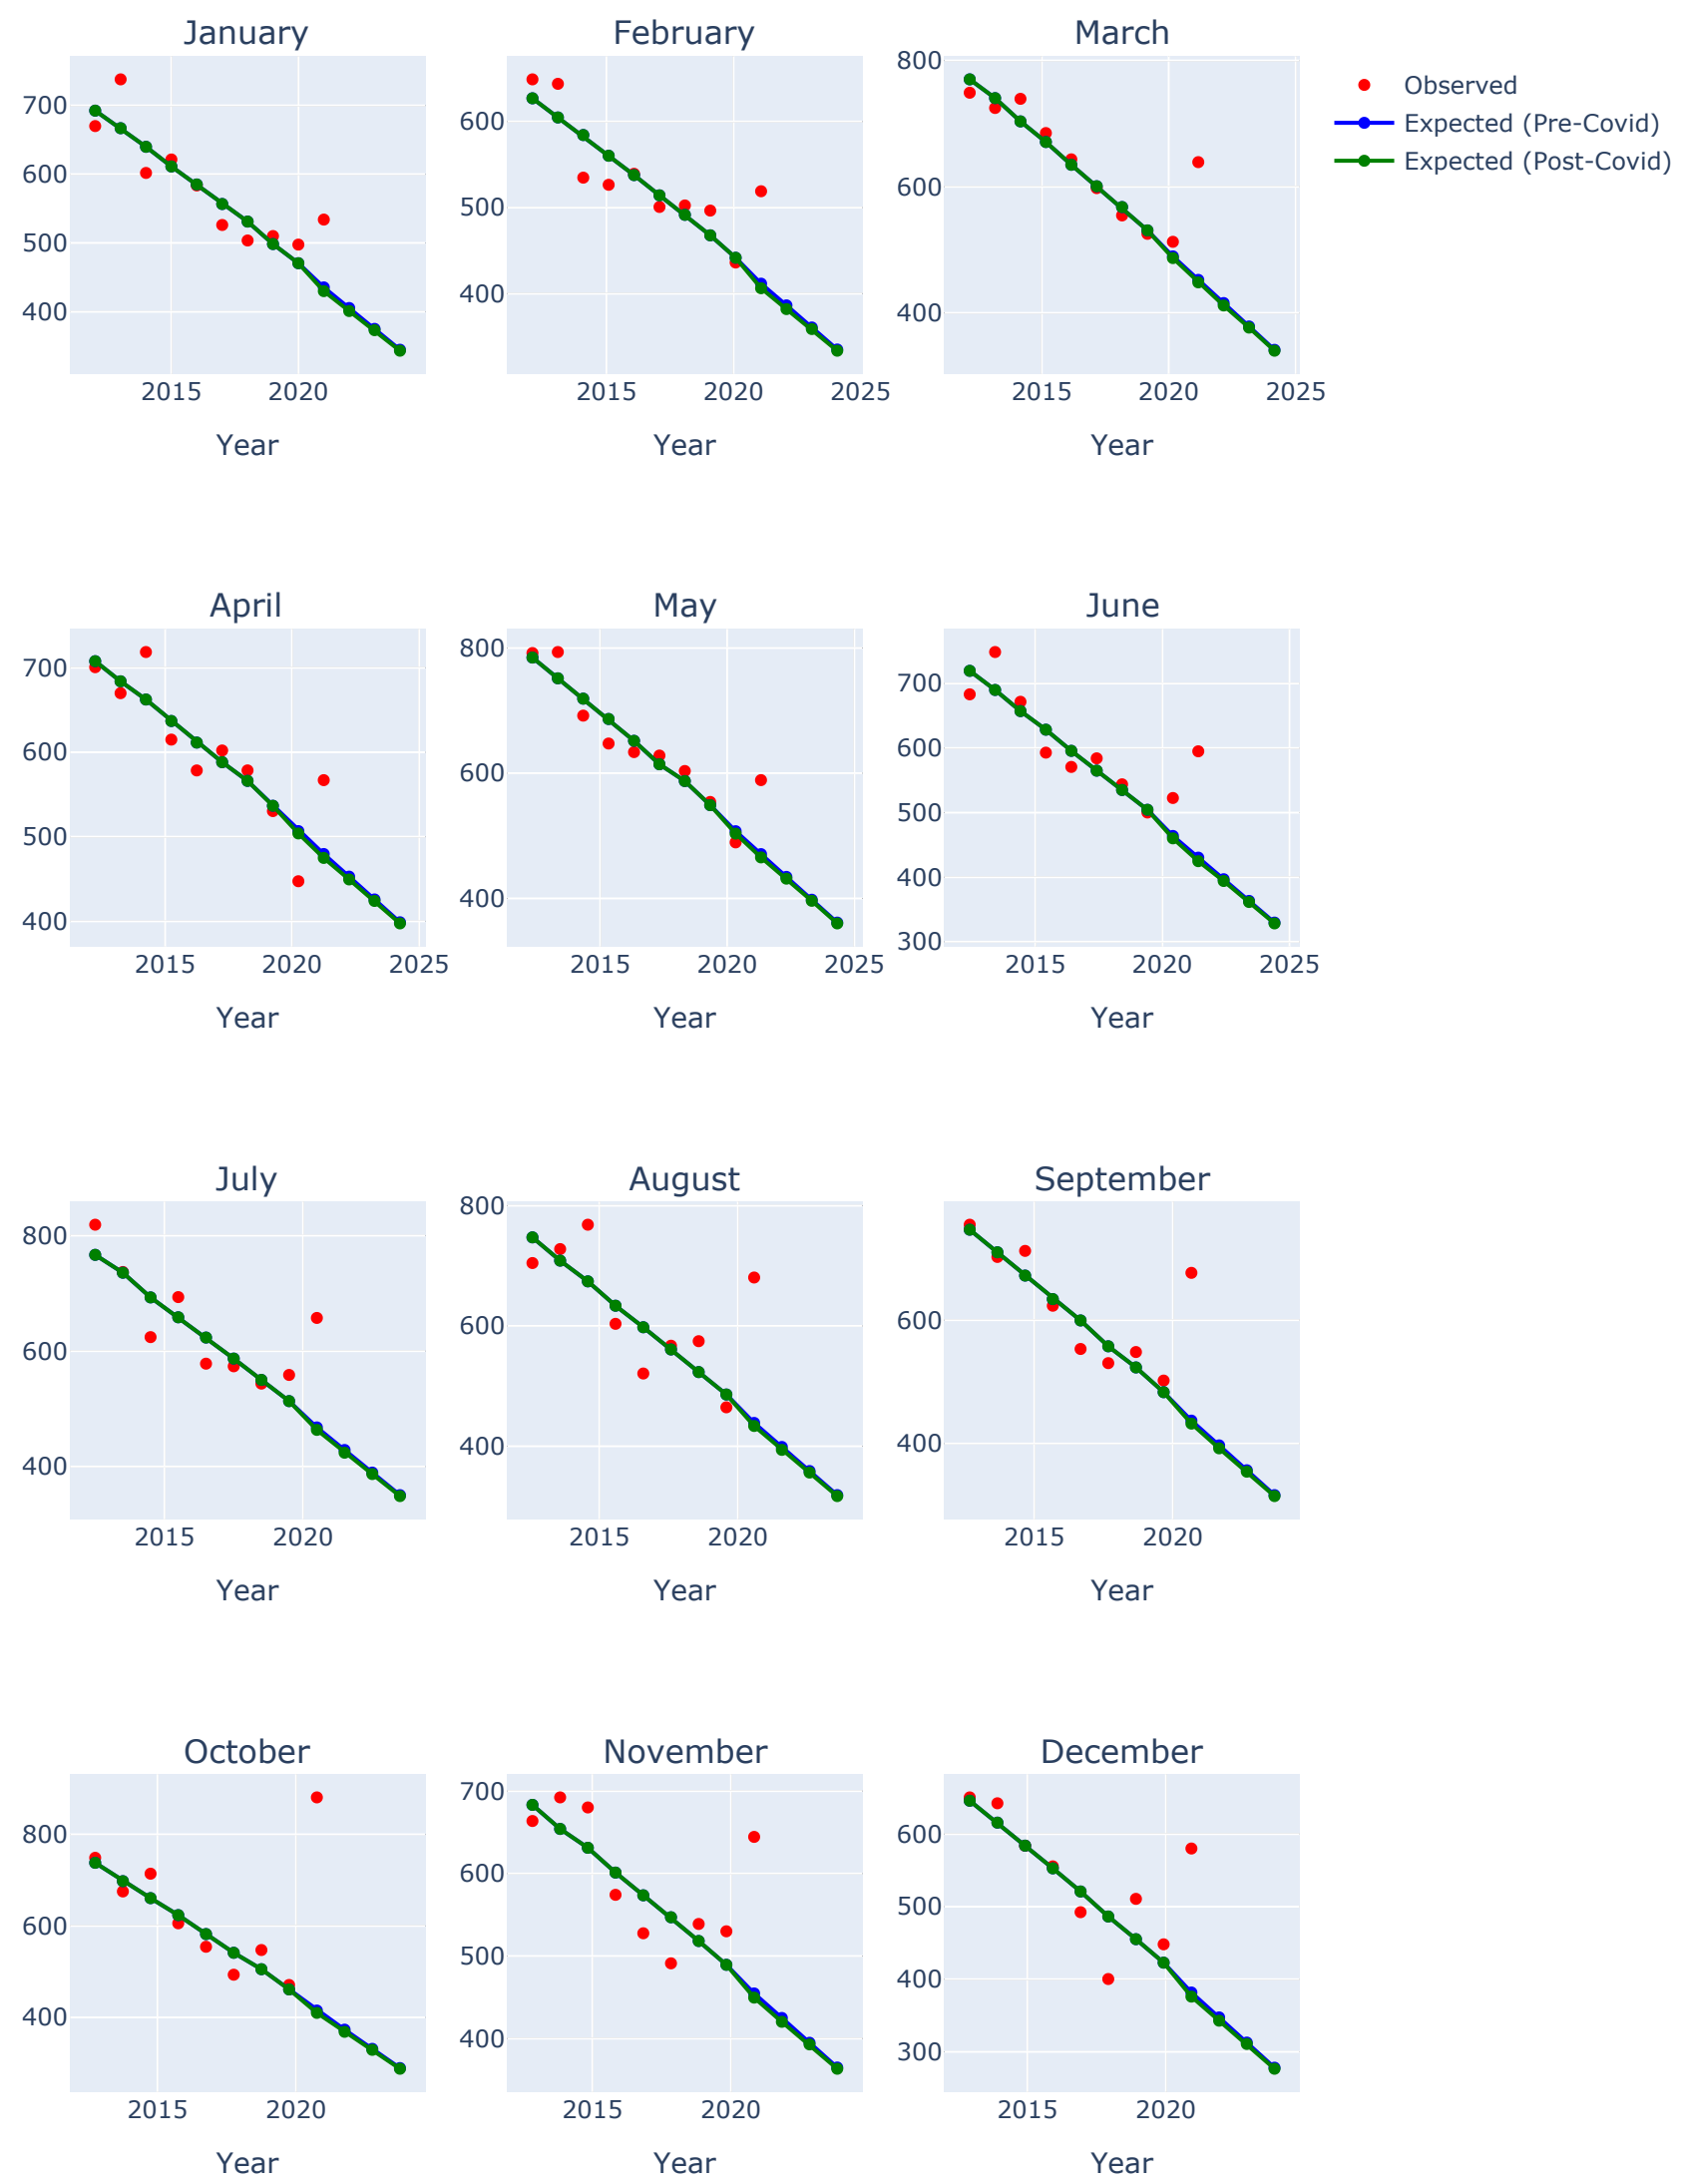 January
February
March
700
600
500
400
2015
2020
Year
600
500
400
2015
2020
2025
Year
800
600
400
2015
2020
2025
Year
Observed
Expected (Pre-Covid)
Expected (Post-Covid)
April
May
June
700
600
500
400
2015
2020
2025
Year
800
600
400
2015
2020
2025
Year
700
600
500
400
300
2015
2020
2025
Year
July
August
September
800
600
400
2015
2020
Year
800
600
400
2015
2020
Year
600
400
2015
2020
Year
October
November
December
800
600
400
2015
2020
Year
700
600
500
400
2015
2020
Year
600
500
400
300
2015
2020
Year